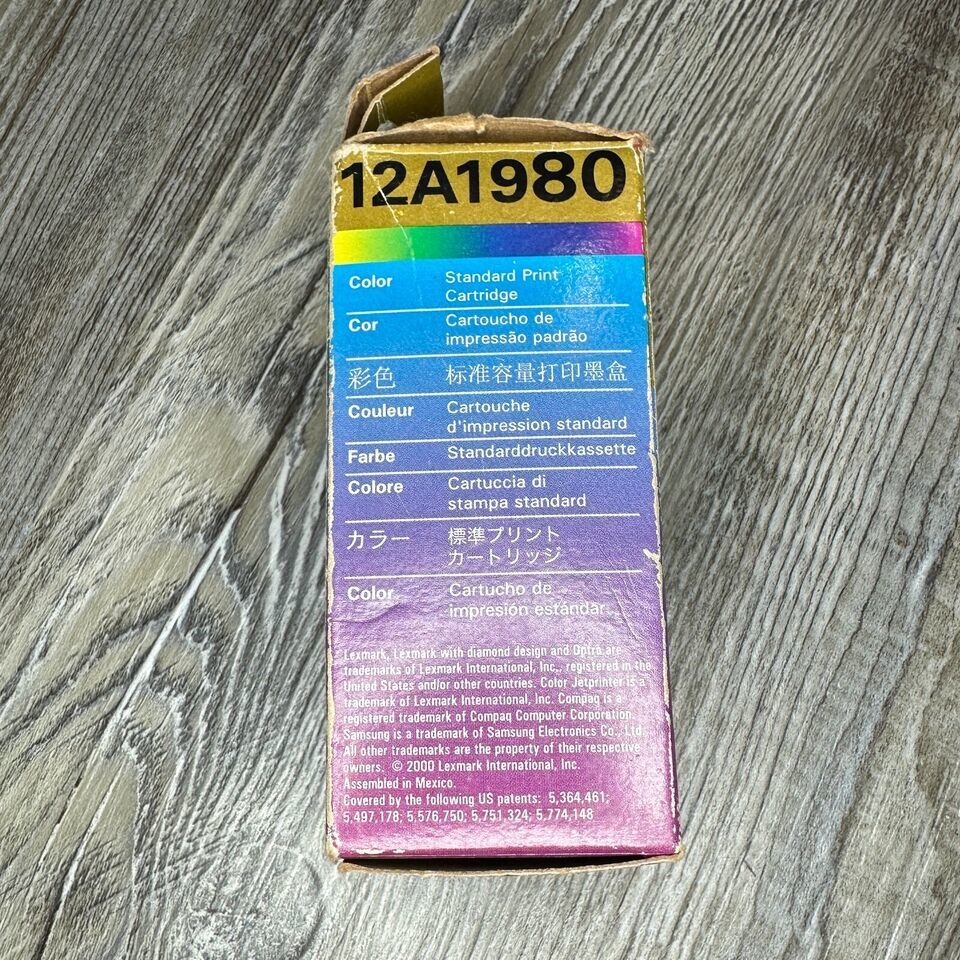 12A1980
Color Standard Print
Cartridge
Cor Cartoucho de
impressão padrão
彩色 标准容量打印墨盒
Couleur Cartouche
d'impression standard
Farbe Standarddruckkassette
Colore Cartuccia di
stampa standard
カラー 標準プリント
カートリッジ
Color Cartucho de
impresión estándar
Lexmark, Lexmark with diamond design and Optra are
trademarks of Lexmark International, Inc., registered in the
United States and/or other countries. Color Jetprinter is a
trademark of Lexmark International, Inc. Compaq is a
registered trademark of Compaq Computer Corporation.
Samsung is a trademark of Samsung Electronics Co., Ltd.
All other trademarks are the property of their respective
owners. © 2000 Lexmark International, Inc.
Assembled in Mexico.
Covered by the following US patents: 5,364,461;
5,497,178; 5,576,750; 5,751,324; 5,774,148